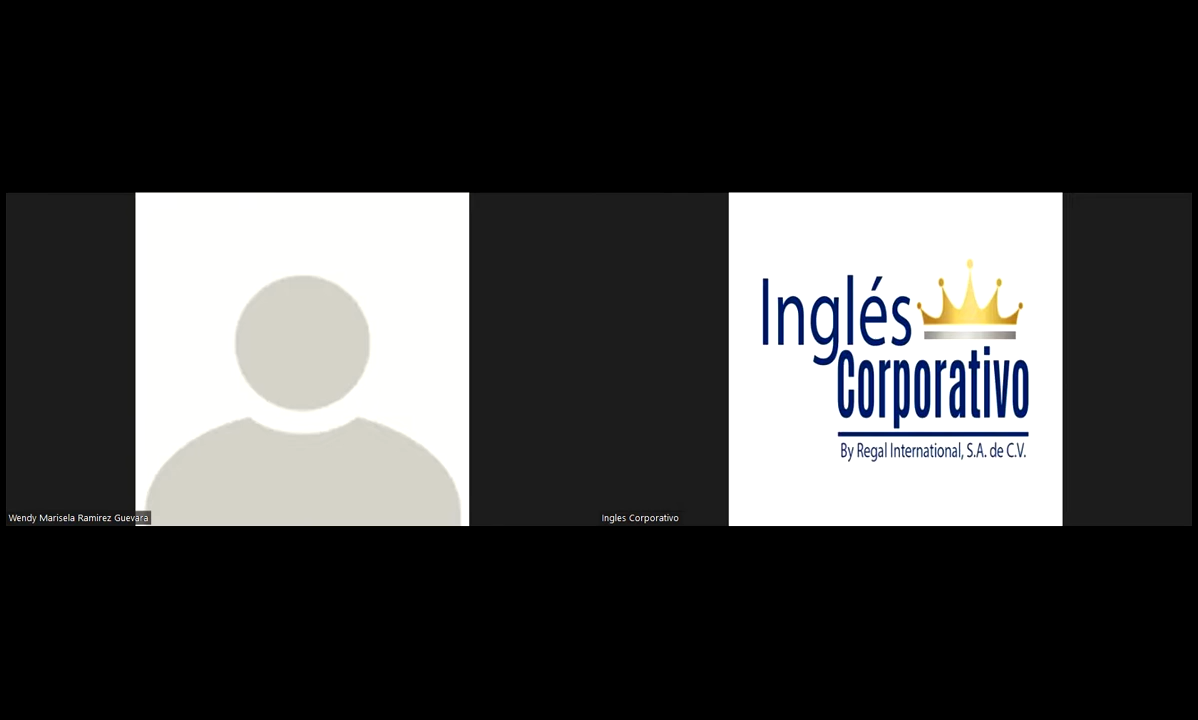 Inglés
Corporativo
By Regal International, S.A. de C.V.
Wendy Marisela Ramirez Guevara
Ingles Corporativo